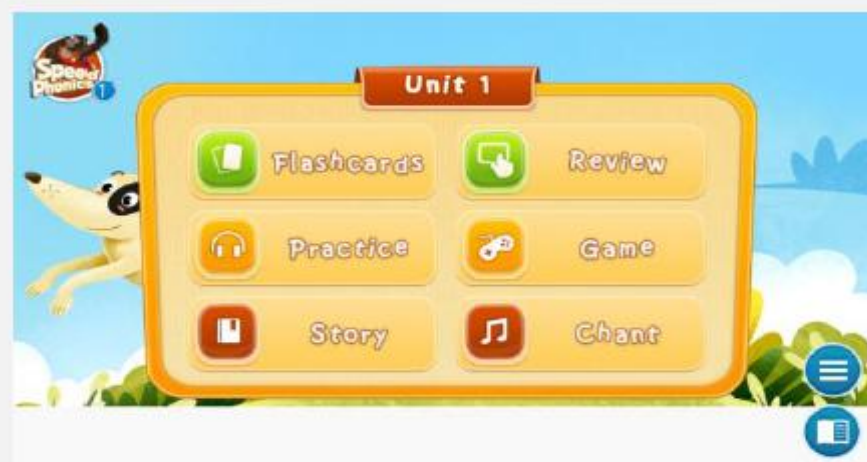 Speed
Phonics 1
Unit 1
Flashcards
Review
Practice
Game
Story
Chant